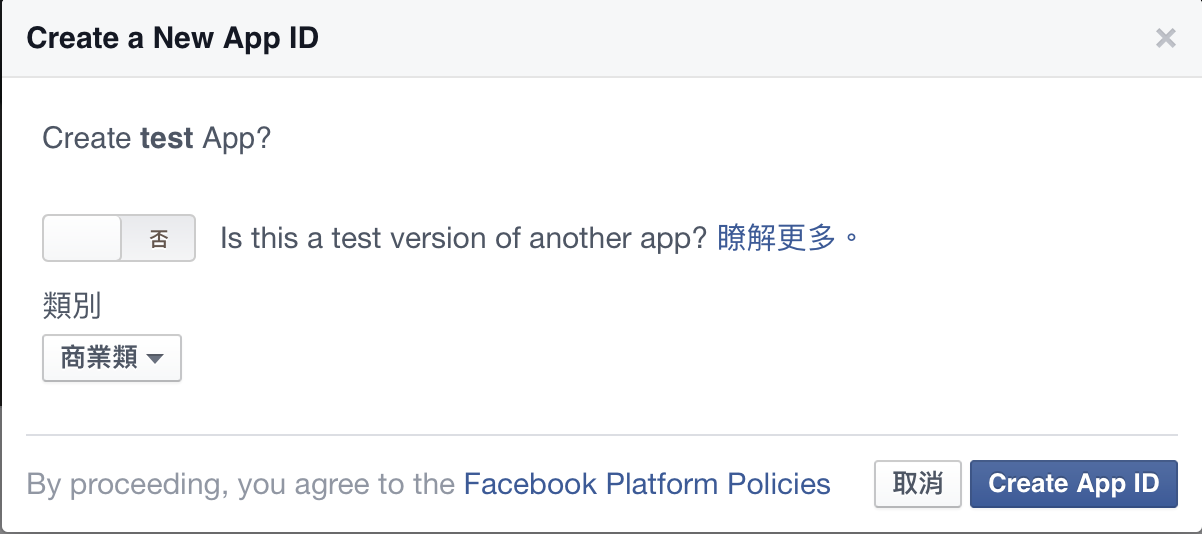 Create a New App ID
Create test App?
否 Is this a test version of another app? 瞭解更多。
類別
商業類
By proceeding, you agree to the Facebook Platform Policies 取消 Create App ID